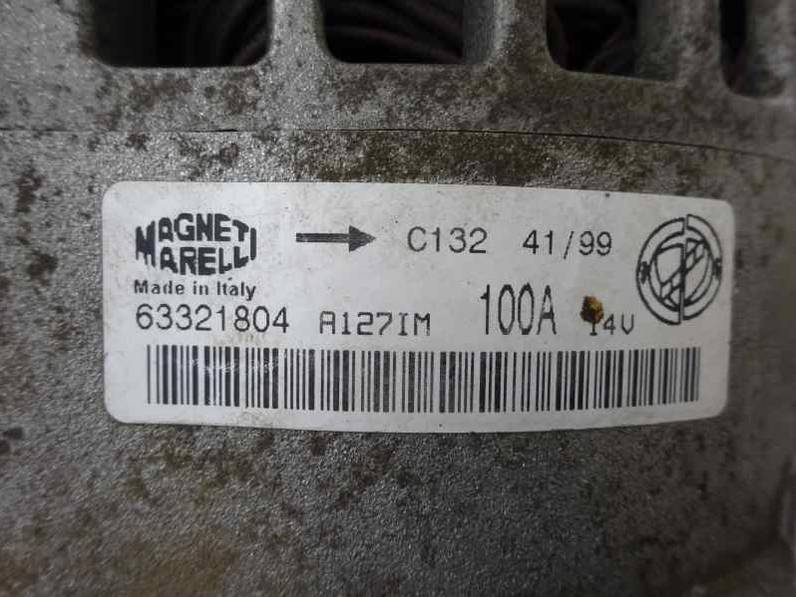 MAGNETI MARELLI
C132 41/99
Made in Italy
63321804 A127IM 100A 14V